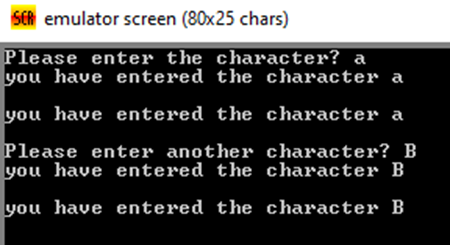 SCR emulator screen (80x25 chars)
Please enter the character? a
you have entered the character a
you have entered the character a
Please enter another character? B
you have entered the character B
you have entered the character B